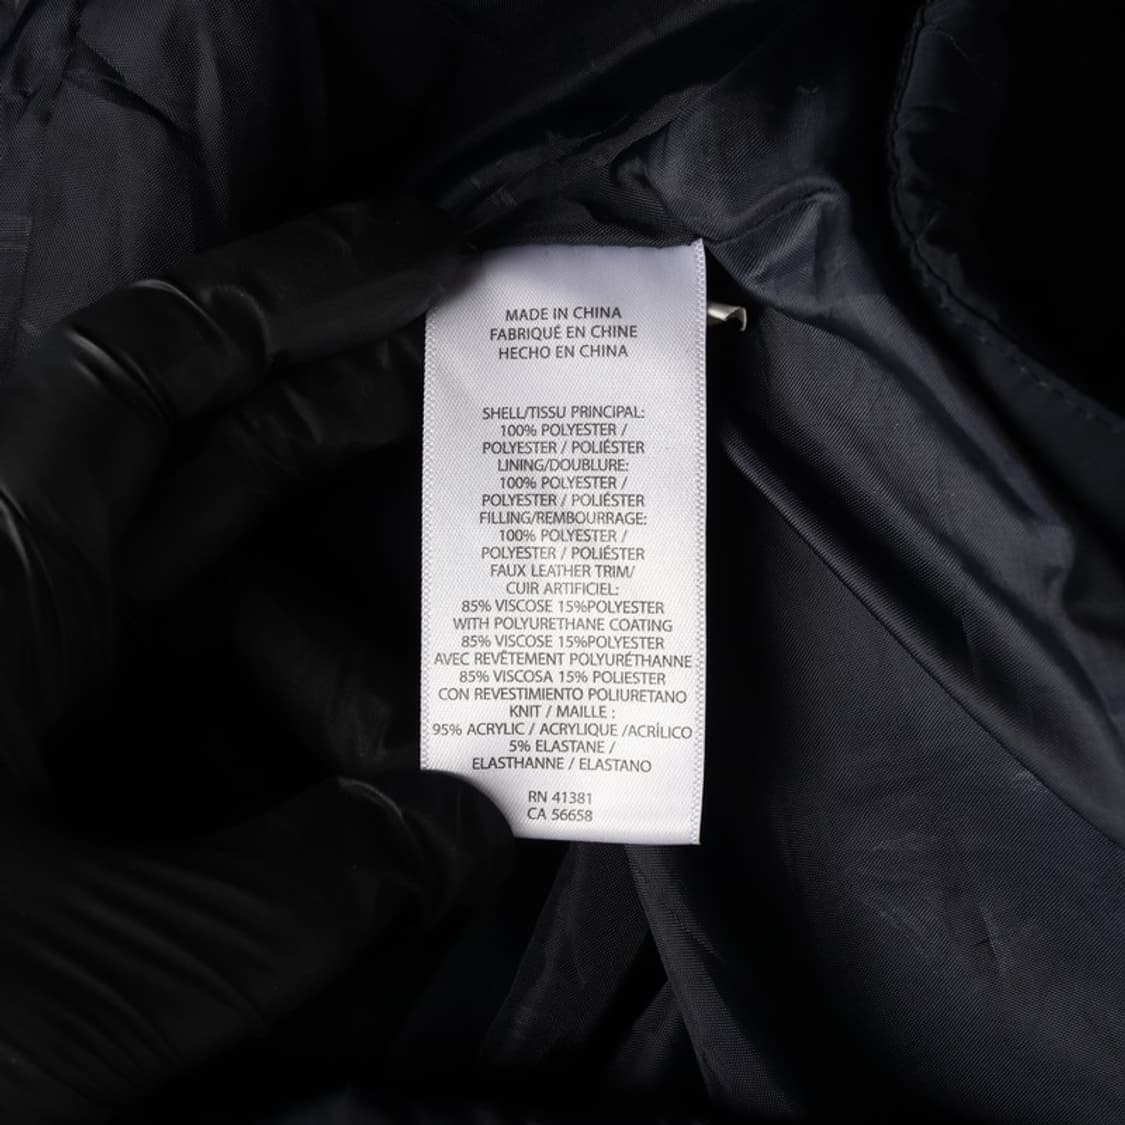 MADE IN CHINA
FABRIQUÉ EN CHINE
HECHO EN CHINA
SHELL/TISSU PRINCIPAL:
100% POLYESTER /
POLYESTER / POLIÉSTER
LINING/DOUBLURE:
100% POLYESTER /
POLYESTER / POLIÉSTER
FILLING/REMBOURRAGE:
100% POLYESTER /
POLYESTER / POLIÉSTER
FAUX LEATHER TRIM/
CUIR ARTIFICIEL:
85% VISCOSE 15%POLYESTER
WITH POLYURETHANE COATING
85% VISCOSE 15%POLYESTER
AVEC REVÊTEMENT POLYURÉTHANNE
85% VISCOSA 15% POLIESTER
CON REVESTIMIENTO POLIURETANO
KNIT / MAILLE :
95% ACRYLIC / ACRYLIQUE /ACRÍLICO
5% ELASTANE /
ELASTHANNE / ELASTANO
RN 41381
CA 56658